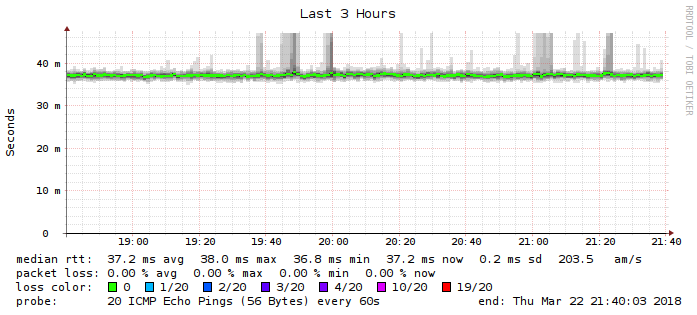 Last 3 Hours
RRDTOOL / TOBI OETIKER
Seconds
40 m
30 m
20 m
10 m
0
19:00 19:20 19:40 20:00 20:20 20:40 21:00 21:20 21:40
median rtt: 37.2 ms avg 38.0 ms max 36.8 ms min 37.2 ms now 0.2 ms sd 203.5 am/s
packet loss: 0.00 % avg 0.00 % max 0.00 % min 0.00 % now
loss color: 0 1/20 2/20 3/20 4/20 10/20 19/20
probe: 20 ICMP Echo Pings (56 Bytes) every 60s end: Thu Mar 22 21:40:03 2018